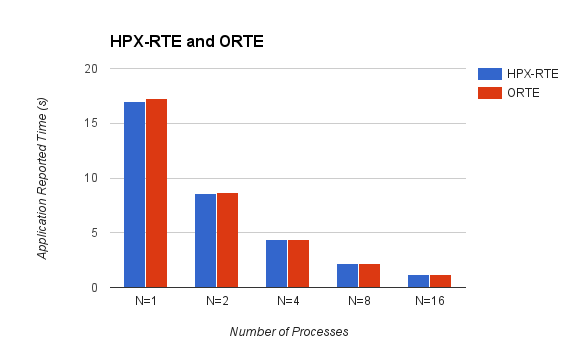 HPX-RTE and ORTE
20
15
10
5
0
Application Reported Time (s)
N=1 N=2 N=4 N=8 N=16
Number of Processes
HPX-RTE
ORTE